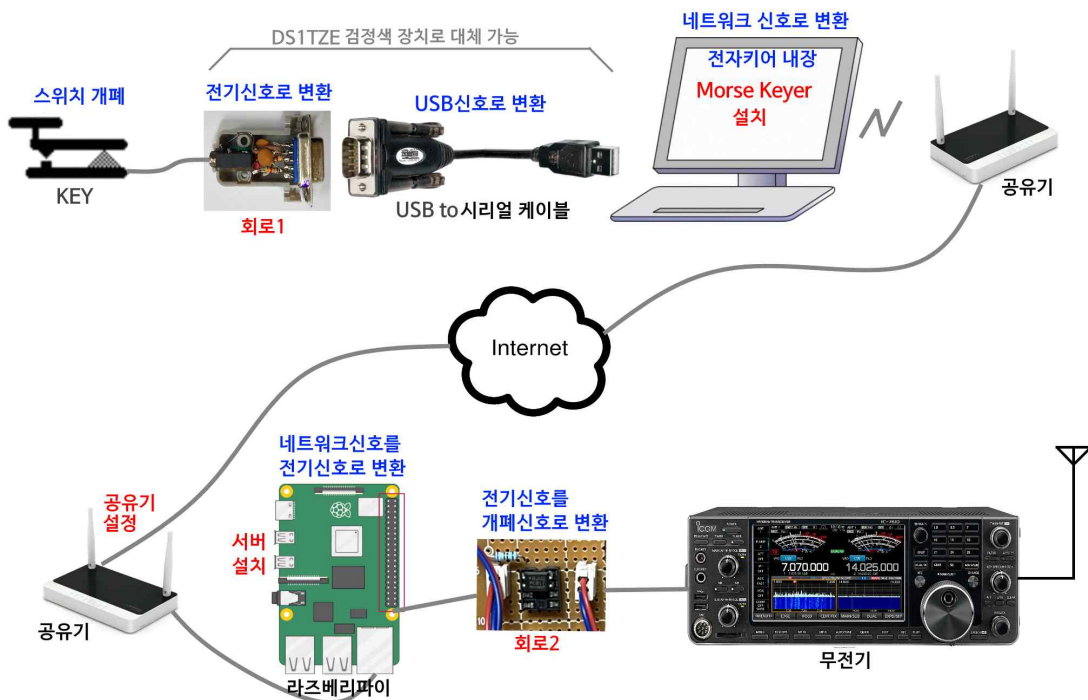 DS1TZE 검정색 장치로 대체 가능
네트워크 신호로 변환
스위치 개폐
전기신호로 변환
USB신호로 변환
전자키어 내장
Morse Keyer
설치
KEY
회로1
USB to 시리얼 케이블
공유기
Internet
네트워크신호를
전기신호로 변환
공유기
설정
서버
설치
전기신호를
개폐신호로 변환
ICOM
7.070.000
14.025.000
10
회로2
공유기
라즈베리파이
무전기